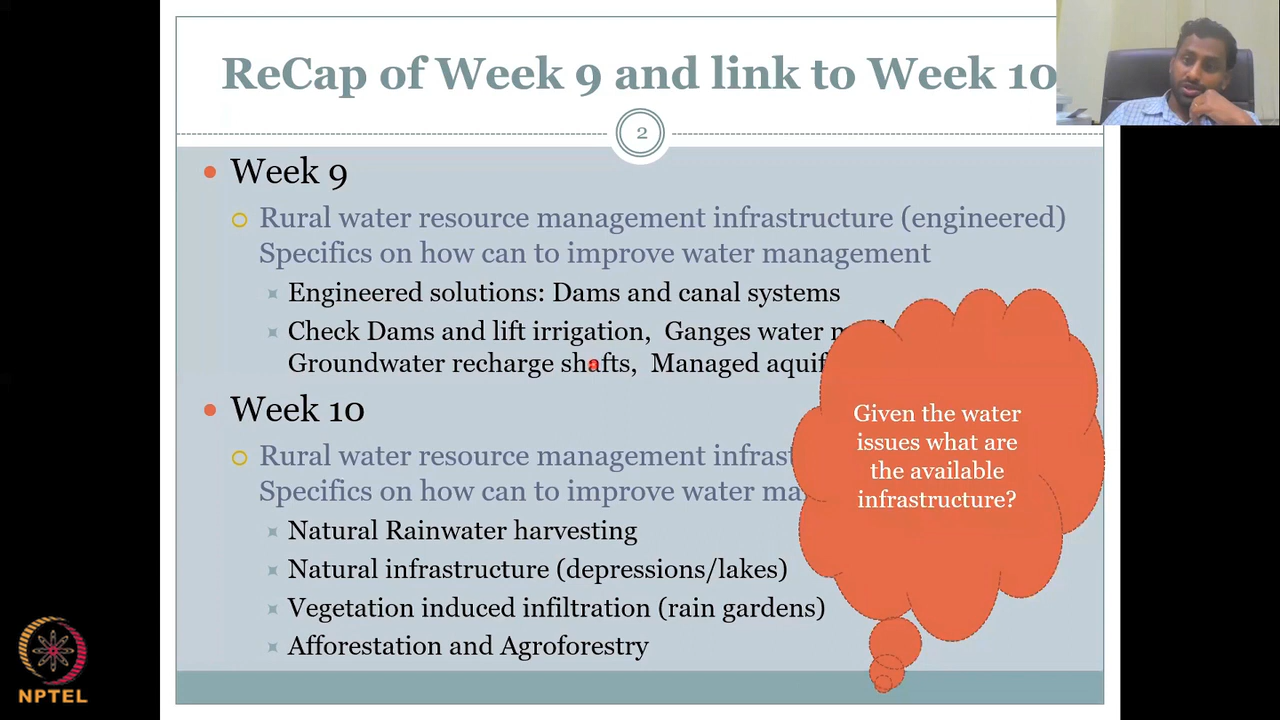 ReCap of Week 9 and link to Week 10
2
Week 9
Rural water resource management infrastructure (engineered)
Specifics on how can to improve water management
Engineered solutions: Dams and canal systems
Check Dams and lift irrigation, Ganges water
Groundwater recharge shafts, Managed
Week 10
Rural water resource management
Specifics on how can to improve water
Natural Rainwater harvesting
Natural infrastructure (depressions/lakes)
Vegetation induced infiltration (rain gardens)
Afforestation and Agroforestry
Given the water
issues what are
the available
infrastructure?
NPTEL